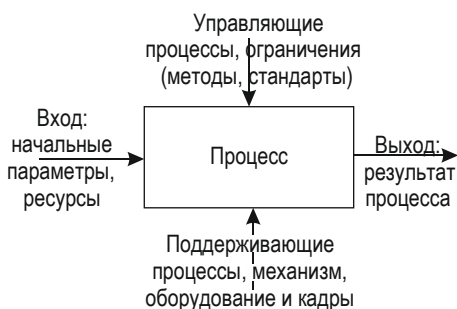 Управляющие
процессы, ограничения
(методы, стандарты)
Вход:
начальные
параметры,
ресурсы
Процесс
Выход:
результат
процесса
Поддерживающие
процессы, механизм,
оборудование и кадры